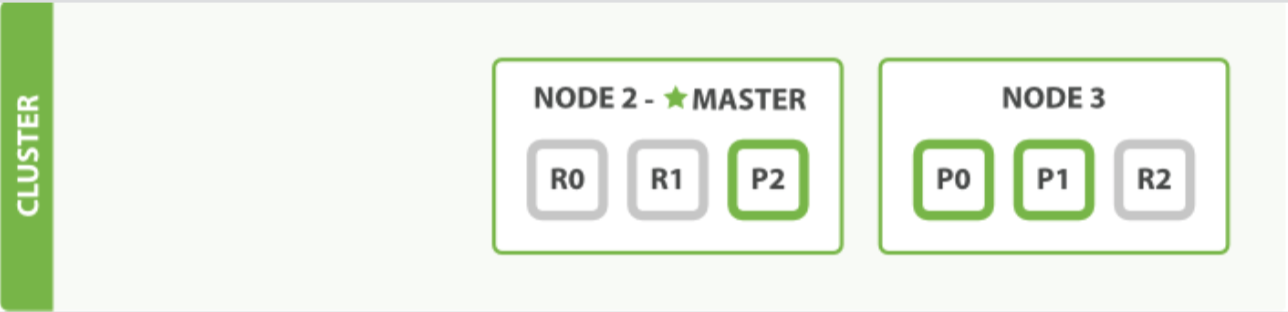 CLUSTER
NODE 2 - ★MASTER
R0 R1 P2
NODE 3
P0 P1 R2